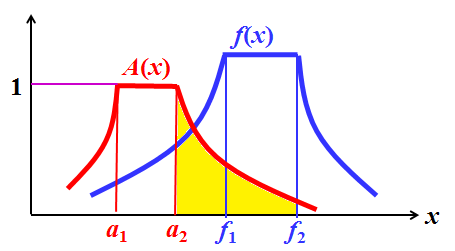 f(x)
A(x)
1
x
a₁ a₂ f₁ f₂